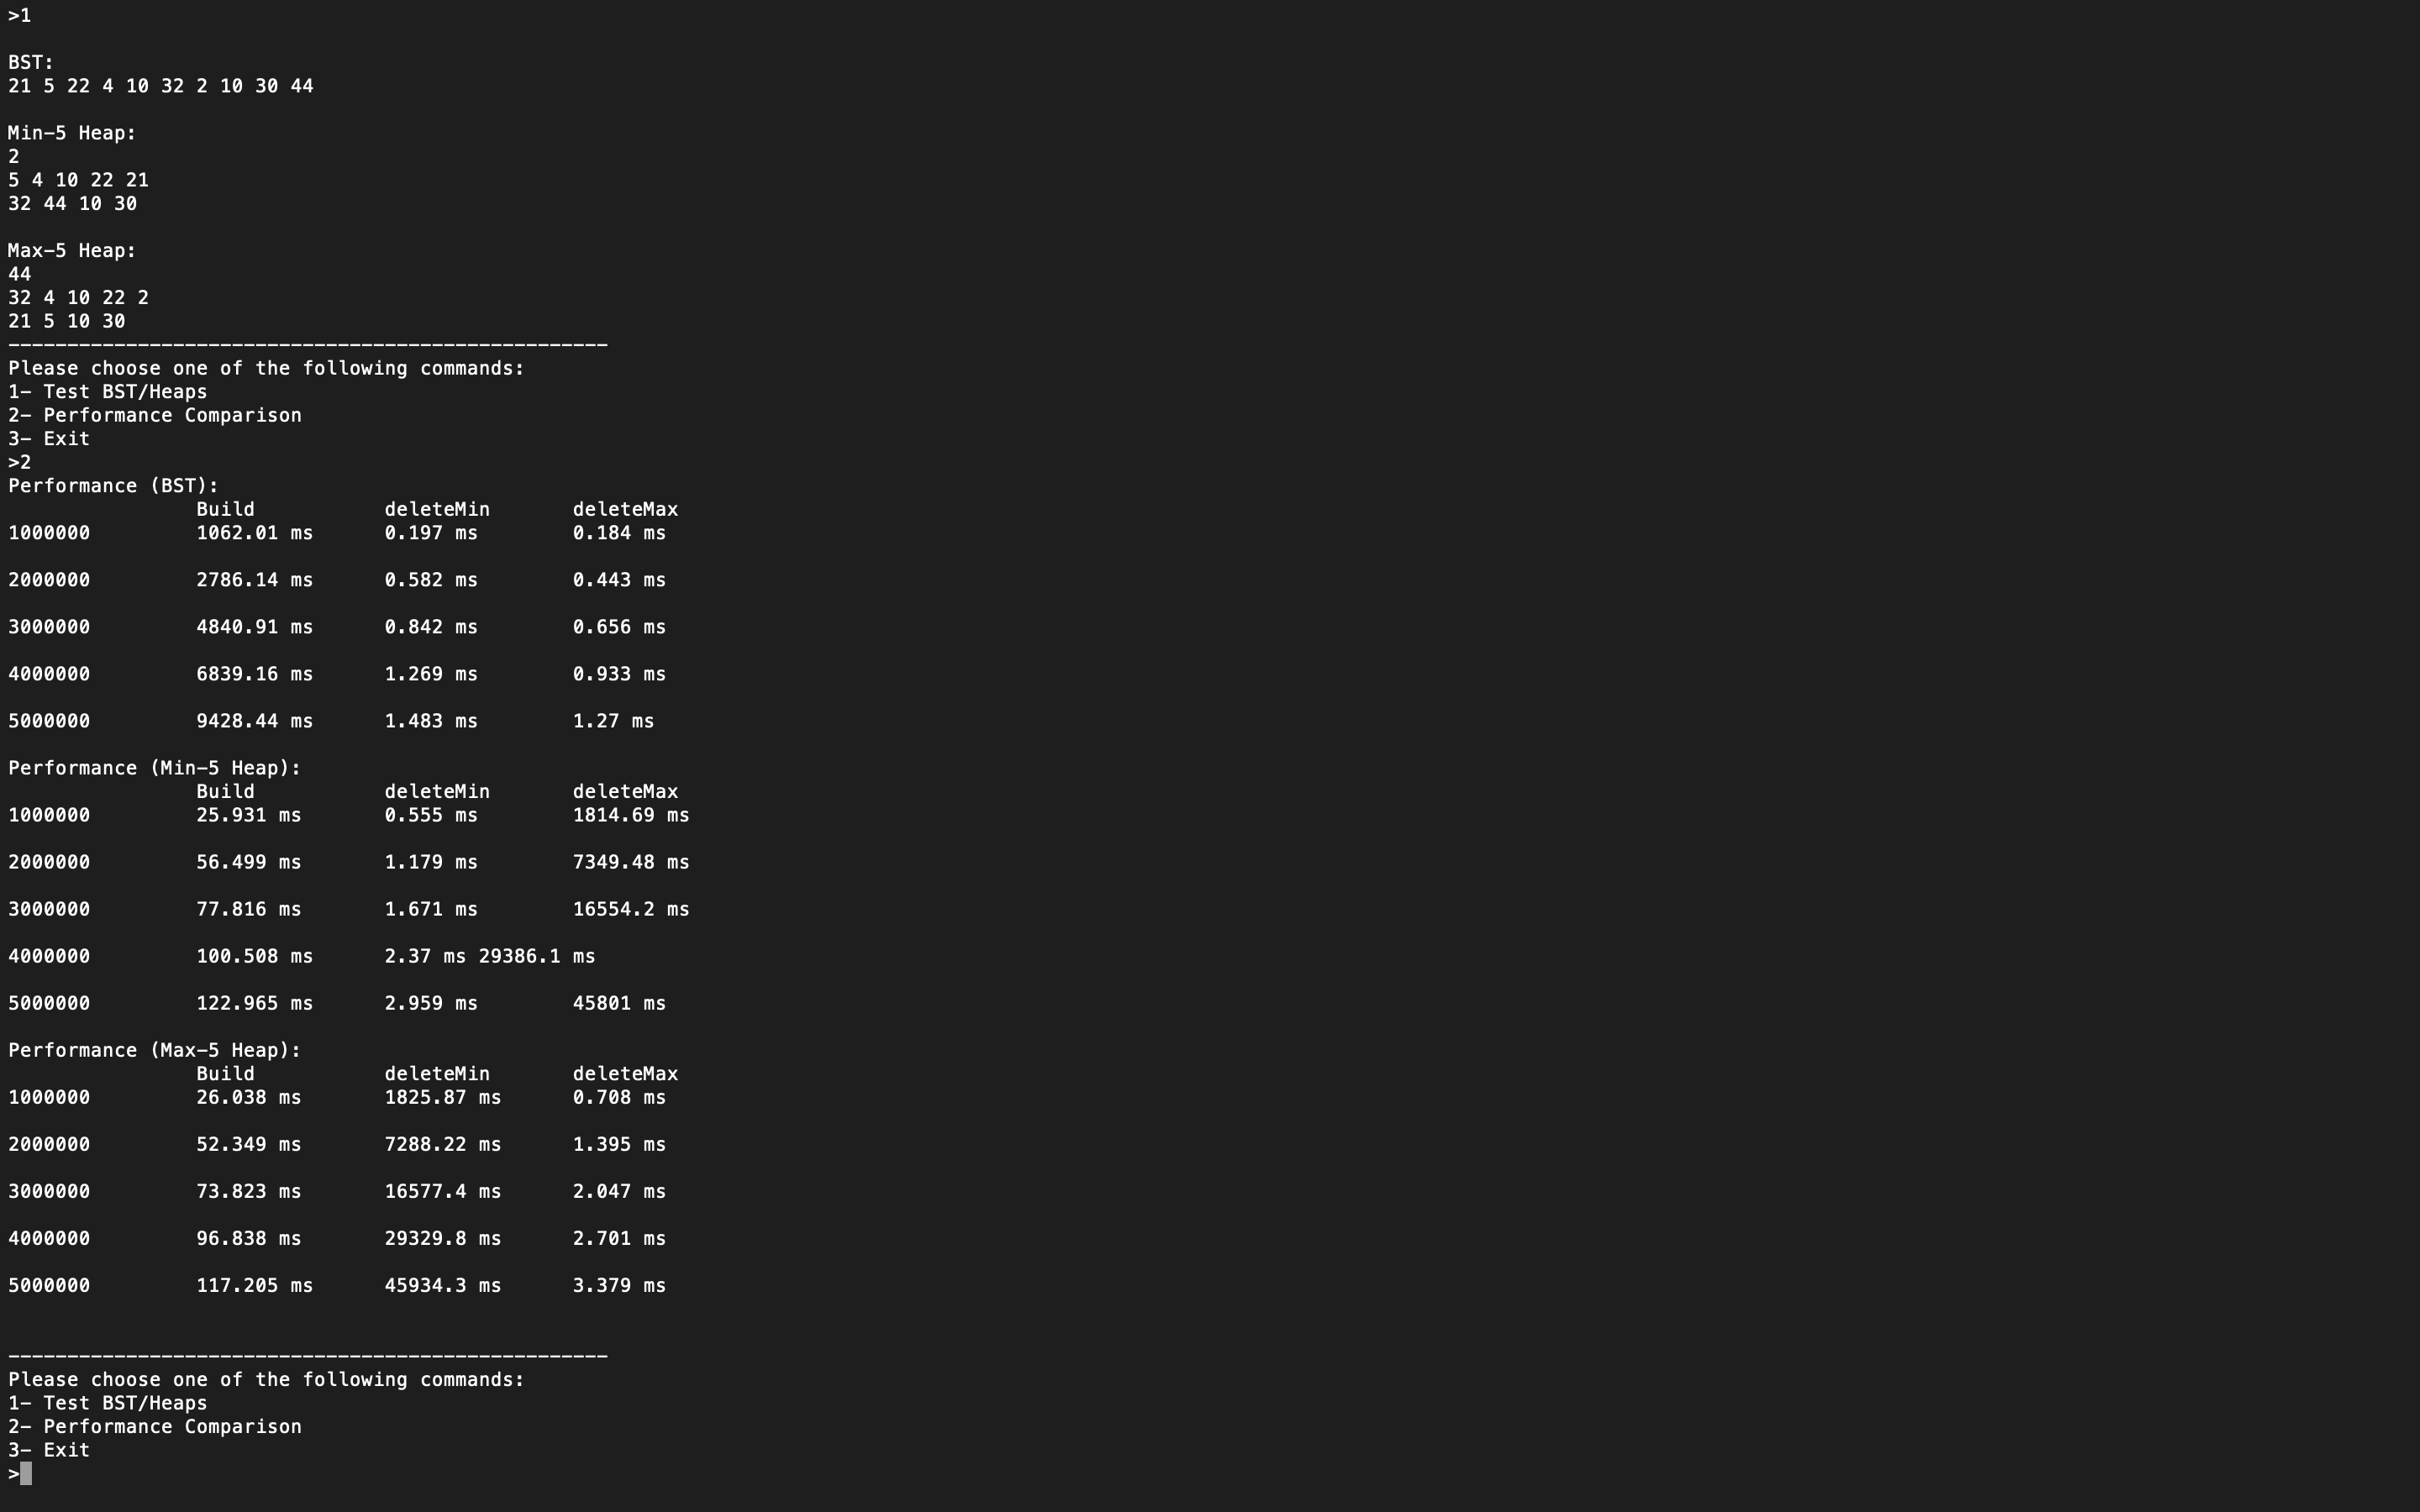 >1
BST:
21 5 22 4 10 32 2 10 30 44
Min-5 Heap:
2
5 4 10 22 21
32 44 10 30
Max-5 Heap:
44
32 4 10 22 2
21 5 10 30
---------------------------------------------------
Please choose one of the following commands:
1- Test BST/Heaps
2- Performance Comparison
3- Exit
>2
Performance (BST):
Build deleteMin deleteMax
1000000 1062.01 ms 0.197 ms 0.184 ms
2000000 2786.14 ms 0.582 ms 0.443 ms
3000000 4840.91 ms 0.842 ms 0.656 ms
4000000 6839.16 ms 1.269 ms 0.933 ms
5000000 9428.44 ms 1.483 ms 1.27 ms
Performance (Min-5 Heap):
Build deleteMin deleteMax
1000000 25.931 ms 0.555 ms 1814.69 ms
2000000 56.499 ms 1.179 ms 7349.48 ms
3000000 77.816 ms 1.671 ms 16554.2 ms
4000000 100.508 ms 2.37 ms 29386.1 ms
5000000 122.965 ms 2.959 ms 45801 ms
Performance (Max-5 Heap):
Build deleteMin deleteMax
1000000 26.038 ms 1825.87 ms 0.708 ms
2000000 52.349 ms 7288.22 ms 1.395 ms
3000000 73.823 ms 16577.4 ms 2.047 ms
4000000 96.838 ms 29329.8 ms 2.701 ms
5000000 117.205 ms 45934.3 ms 3.379 ms
---------------------------------------------------
Please choose one of the following commands:
1- Test BST/Heaps
2- Performance Comparison
3- Exit
>